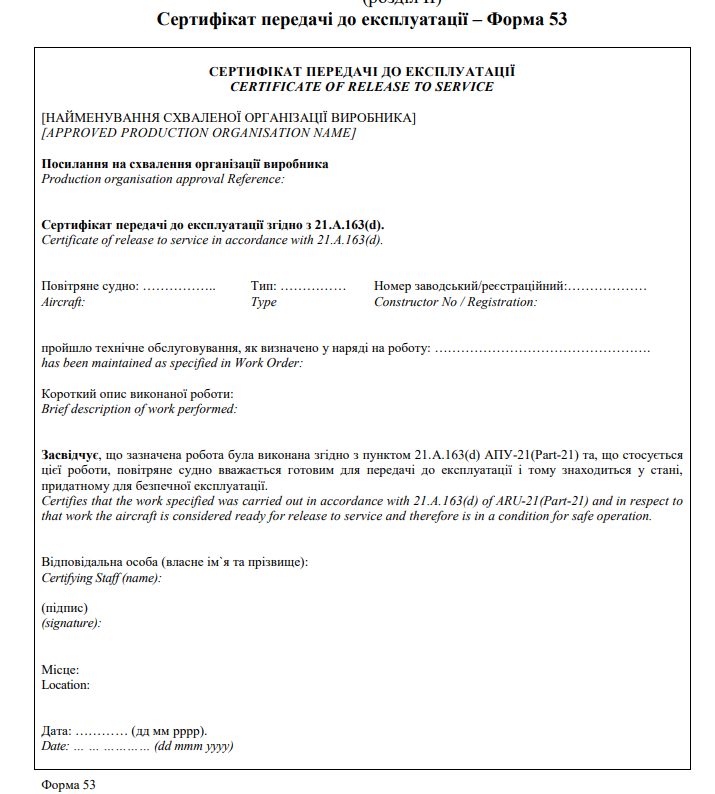 (розділ II)
Сертифікат передачі до експлуатації – Форма 53
СЕРТИФІКАТ ПЕРЕДАЧІ ДО ЕКСПЛУАТАЦІЇ
CERTIFICATE OF RELEASE TO SERVICE
[НАЙМЕНУВАННЯ СХВАЛЕНОЇ ОРГАНІЗАЦІЇ ВИРОБНИКА]
[APPROVED PRODUCTION ORGANISATION NAME]
Посилання на схвалення організації виробника
Production organisation approval Reference:
Сертифікат передачі до експлуатації згідно з 21.A.163(d).
Certificate of release to service in accordance with 21.A.163(d).
Повітряне судно: …………….. Тип: …………… Номер заводський/реєстраційний:………………
Aircraft: Type Constructor No / Registration:
пройшло технічне обслуговування, як визначено у наряді на роботу: ………………………………………….
has been maintained as specified in Work Order:
Короткий опис виконаної роботи:
Brief description of work performed:
Засвідчує, що зазначена робота була виконана згідно з пунктом 21.A.163(d) АПУ-21(Part-21) та, що стосується
цієї роботи, повітряне судно вважається готовим для передачі до експлуатації і тому знаходиться у стані,
придатному для безпечної експлуатації.
Certifies that the work specified was carried out in accordance with 21.A.163(d) of ARU-21(Part-21) and in respect to
that work the aircraft is considered ready for release to service and therefore is in a condition for safe operation.
Відповідальна особа (власне ім`я та прізвище):
Certifying Staff (name):
(підпис)
(signature):
Місце:
Location:
Дата: ………… (дд мм рррр).
Date: … … ………… (dd mmm yyyy)
Форма 53